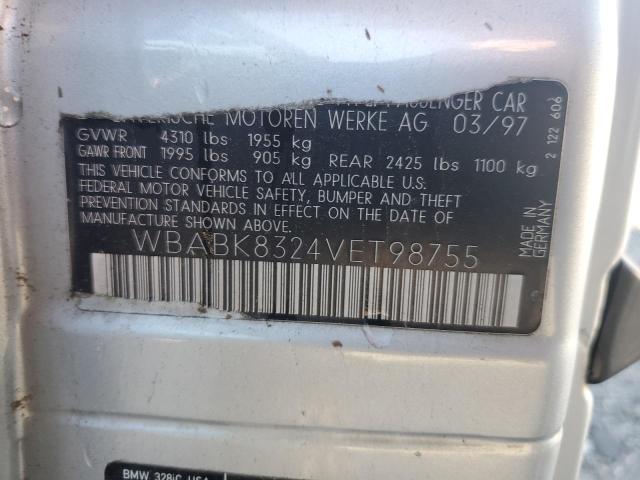 PASSENGER CAR
MOTOREN WERKE AG 03/97
GVWR 4310 lbs 1955 kg
GAWR FRONT 1995 lbs 905 kg REAR 2425 lbs 1100 kg
THIS VEHICLE CONFORMS TO ALL APPLICABLE U.S.
FEDERAL MOTOR VEHICLE SAFETY, BUMPER AND THEFT
PREVENTION STANDARDS IN EFFECT ON THE DATE OF
MANUFACTURE SHOWN ABOVE.
WBABK8324VET98755
MADE IN
GERMANY
2 122 606
BMW 328iC USA